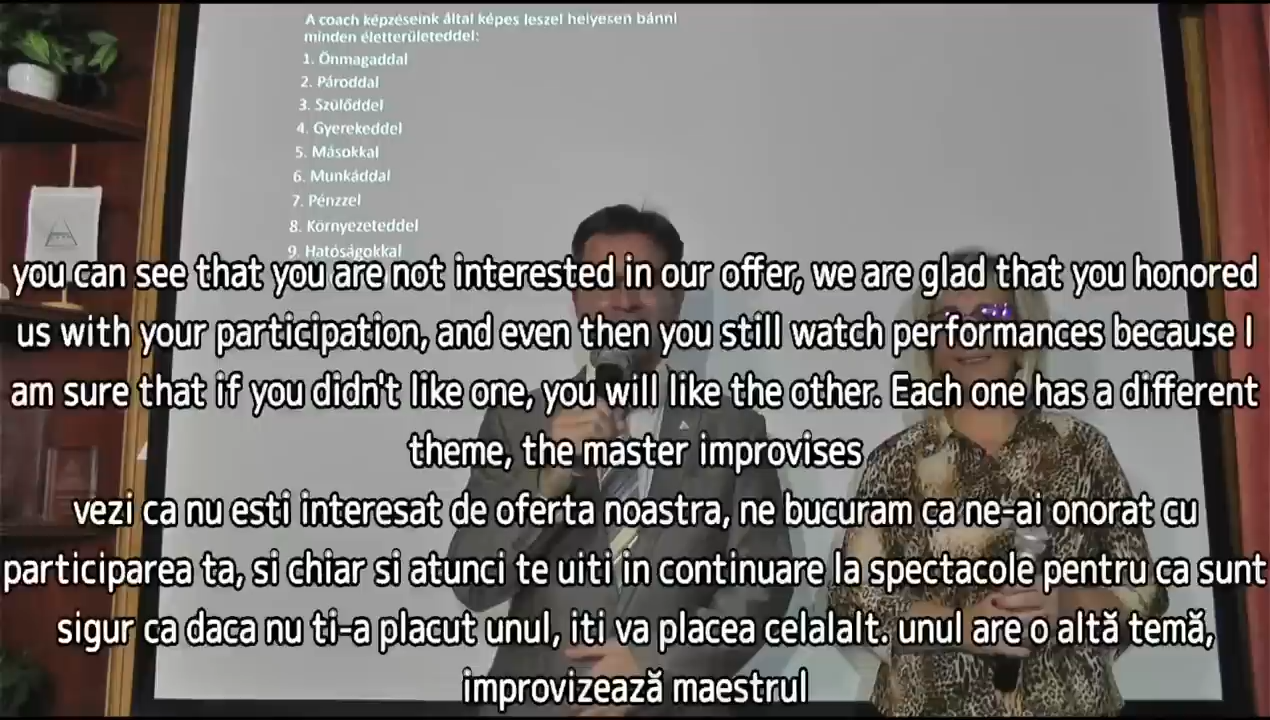 A coach képzéseink által képes leszel helyesen bánni
minden életterületeddel:
1. Önmagaddal
2. Pároddal
3. Szülőddel
4. Gyerekeddel
5. Másokkal
6. Munkáddal
7. Pénzzel
8. Környezeteddel
9. Hatóságokkal
you can see that you are not interested in our offer, we are glad that you honored
us with your participation, and even then you still watch performances because I
am sure that if you didn't like one, you will like the other. Each one has a different
theme, the master improvises
vezi ca nu esti interesat de oferta noastra, ne bucuram ca ne-ai onorat cu
participarea ta, si chiar si atunci te uiti in continuare la spectacole pentru ca sunt
sigur ca daca nu ti-a placut unul, iti va placea celalalt. unul are o altă temă,
improvizează maestrul